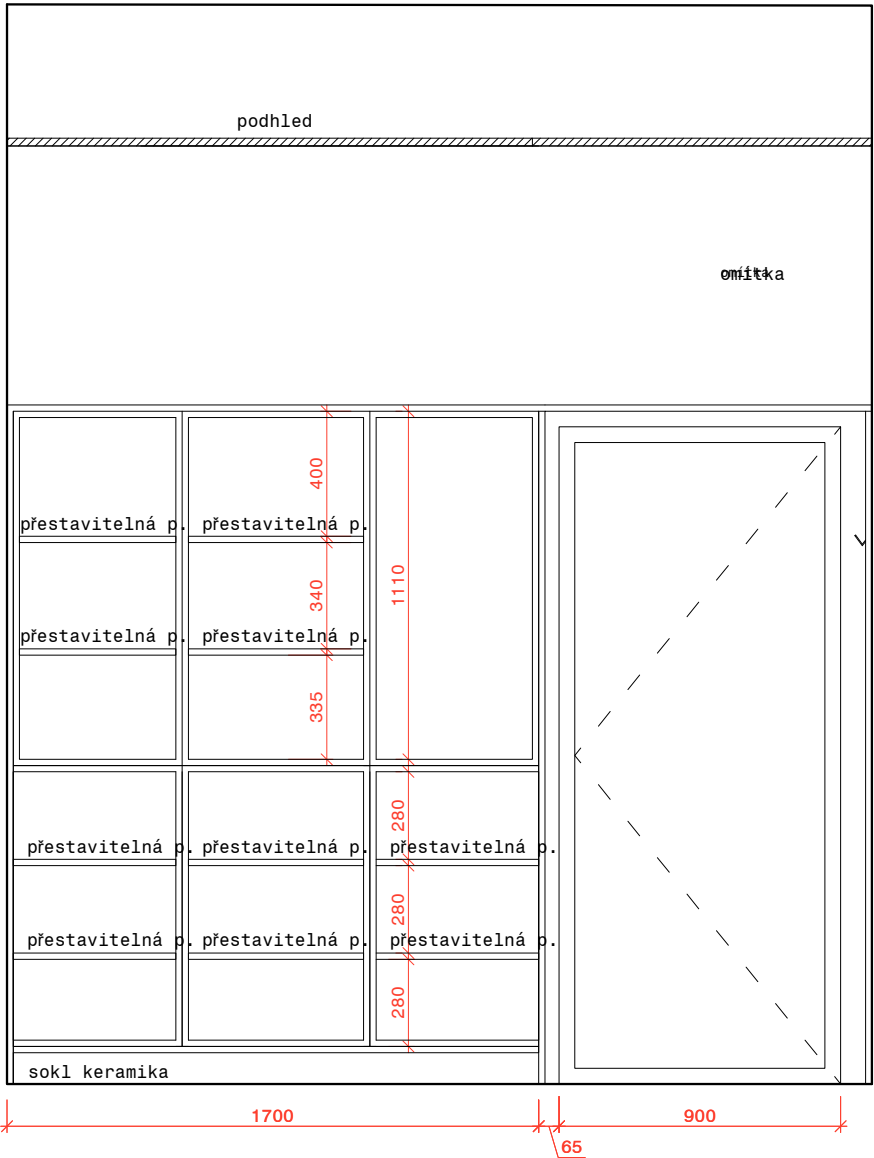 podhled
omítka
400
přestavitelná p. přestavitelná p.
340
1110
přestavitelná p. přestavitelná p.
335
280
přestavitelná p. přestavitelná p. přestavitelná p.
280
přestavitelná p. přestavitelná p. přestavitelná p.
280
sokl keramika
1700
900
65